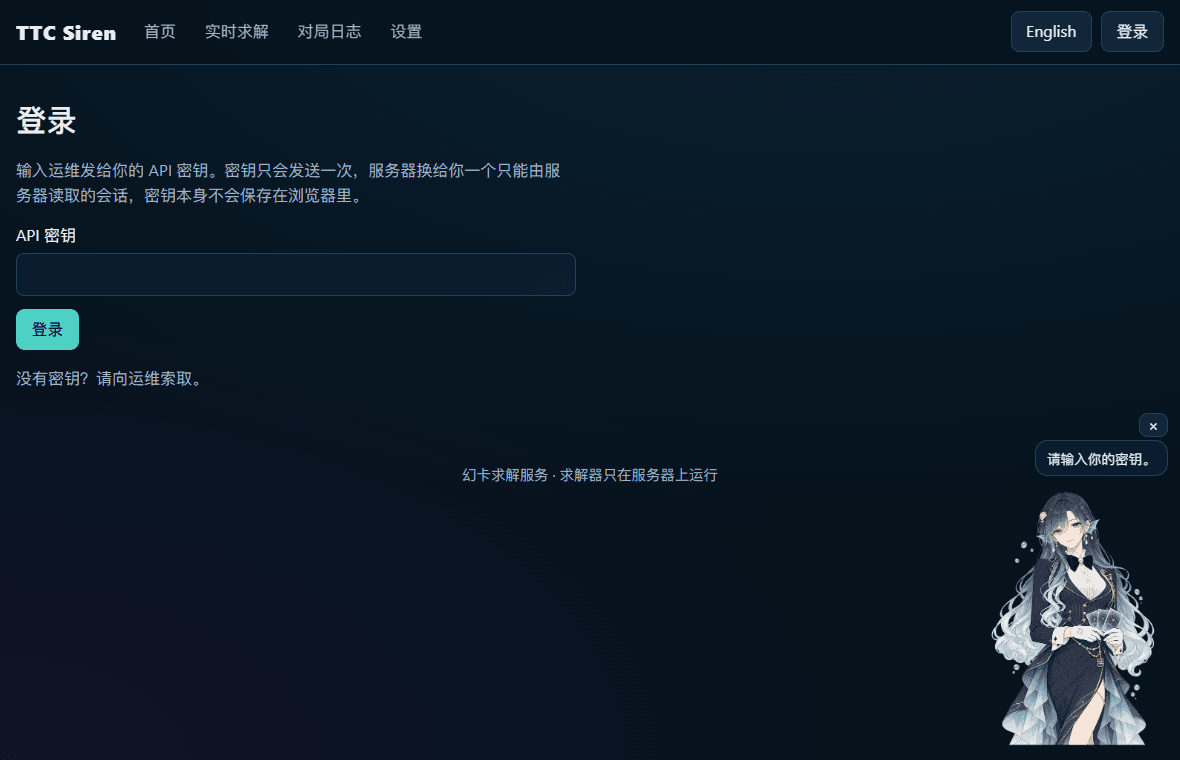 TTC Siren
首页
实时求解
对局日志
设置
English
登录
登录
输入运维发给你的 API 密钥。密钥只会发送一次，服务器换给你一个只能由服
务器读取的会话，密钥本身不会保存在浏览器里。
API 密钥
登录
没有密钥？请向运维索取。
×
请输入你的密钥。
幻卡求解服务 · 求解器只在服务器上运行